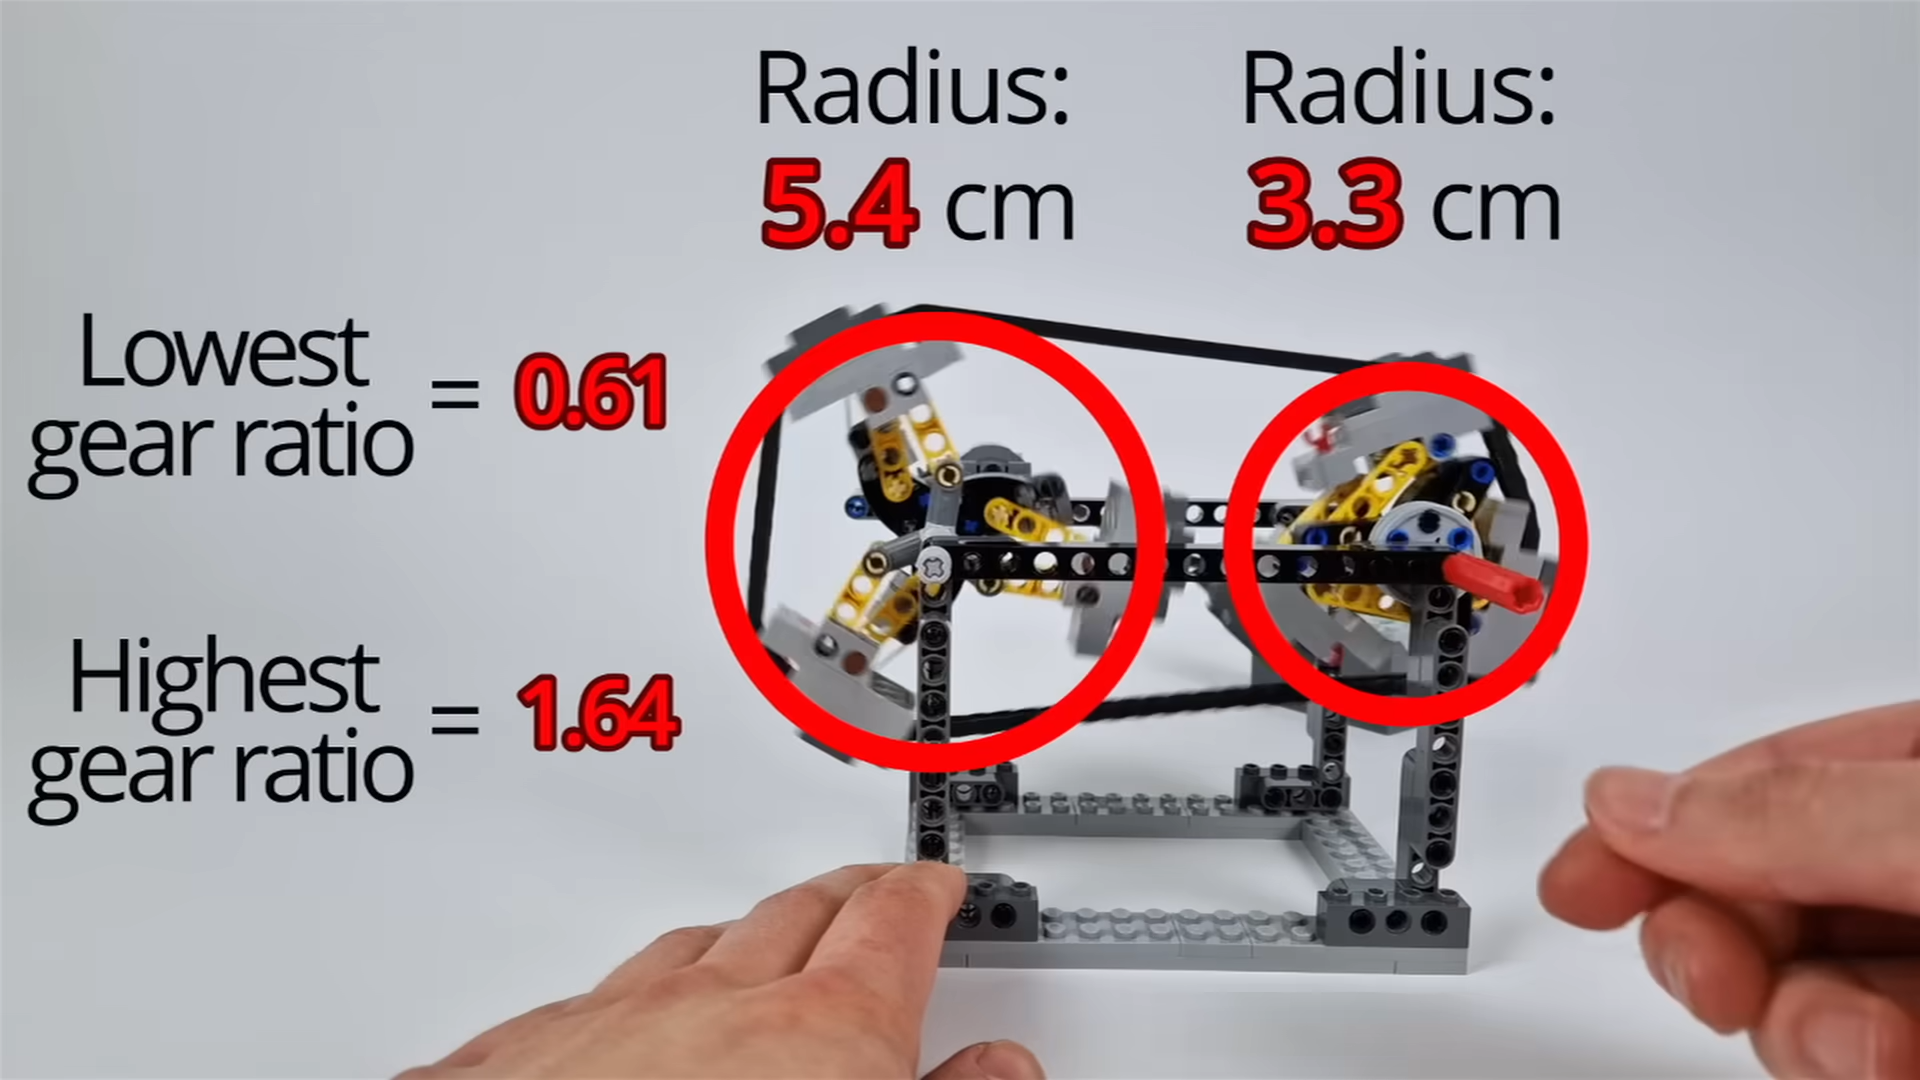 Radius:
5.4 cm
Radius:
3.3 cm
Lowest
gear ratio
= 0.61
Highest
gear ratio
= 1.64